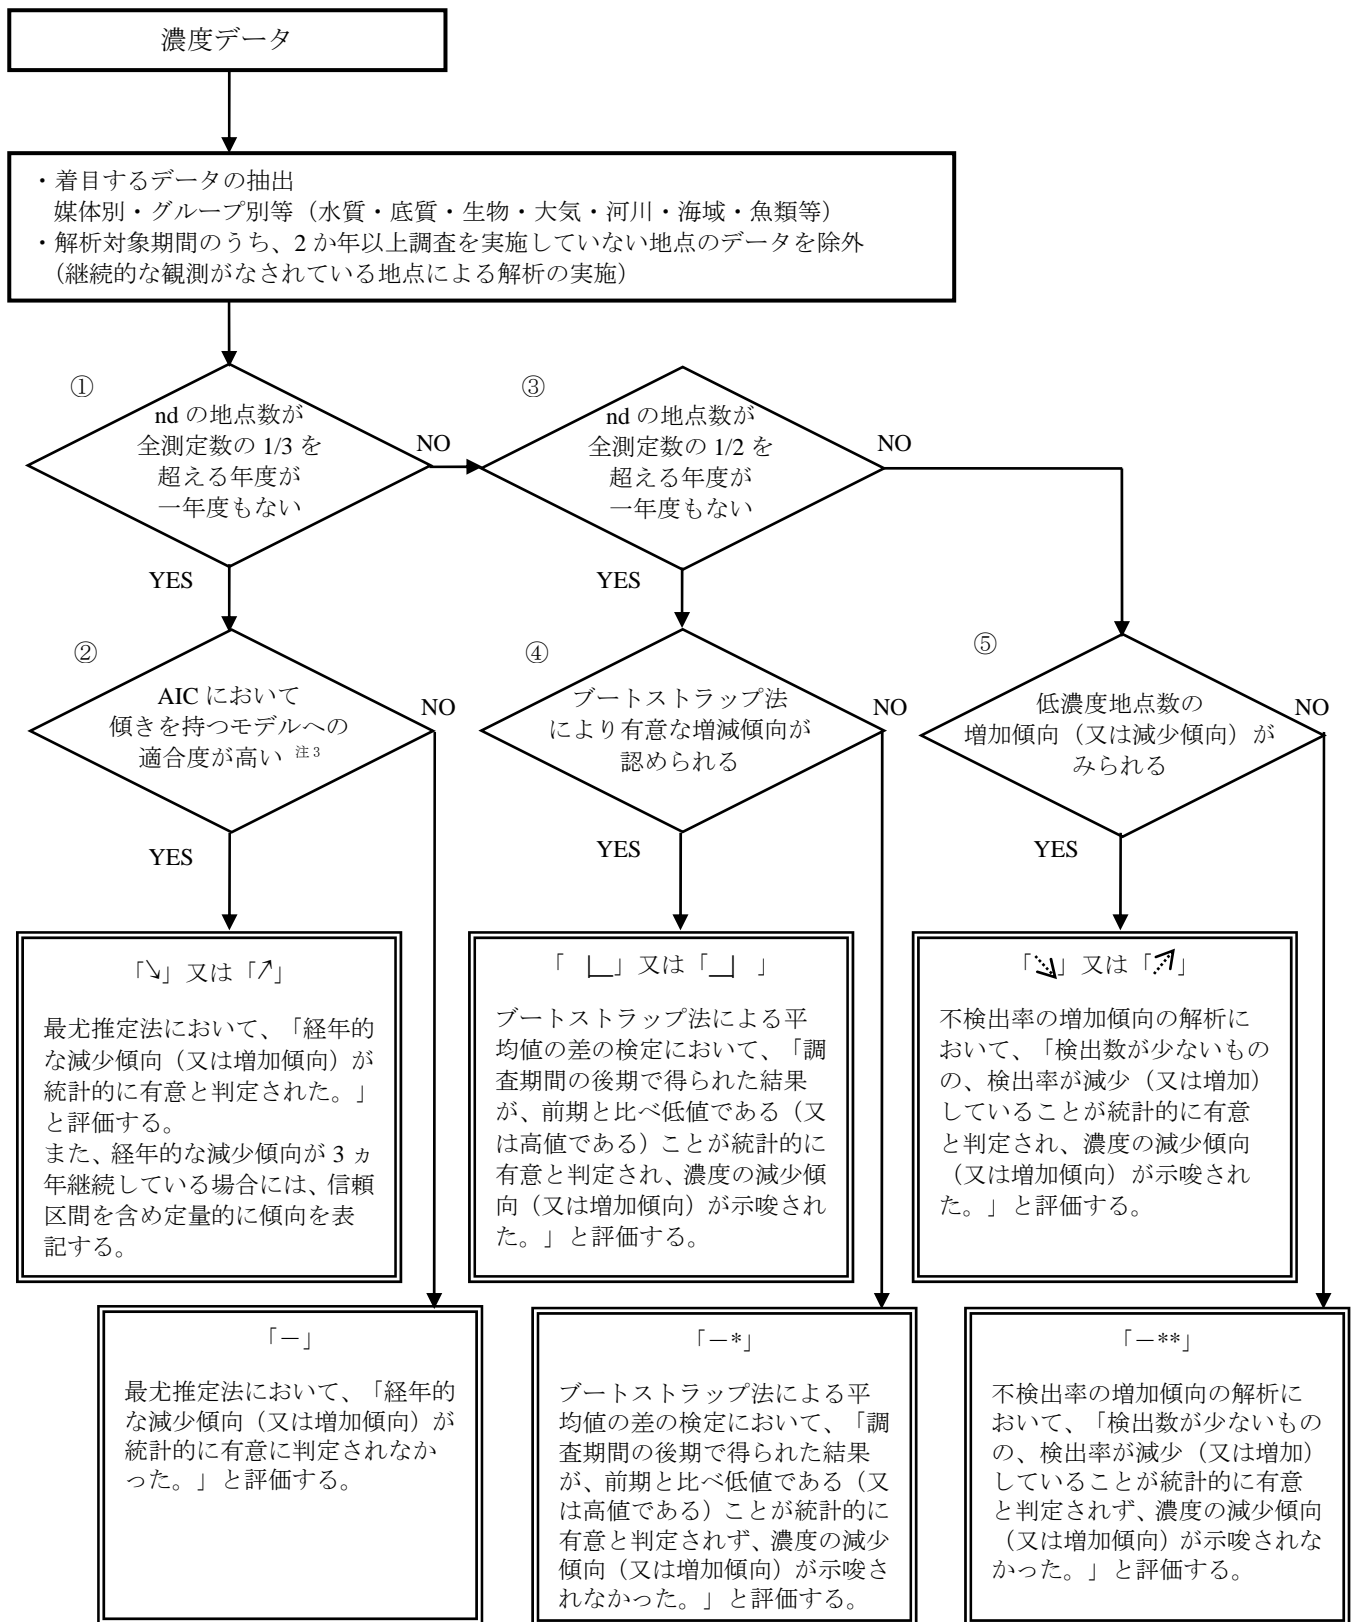 濃度データ
・着目するデータの抽出
媒体別・グループ別等（水質・底質・生物・大気・河川・海域・魚類等）
・解析対象期間のうち、2 か年以上調査を実施していない地点のデータを除外
（継続的な観測がなされている地点による解析の実施）
①
nd の地点数が
全測定数の 1/3 を
超える年度が
一年度もない
NO
YES
③
nd の地点数が
全測定数の 1/2 を
超える年度が
一年度もない
NO
YES
②
AIC において
傾きを持つモデルへの
適合度が高い 注3
NO
YES
④
ブートストラップ法
により有意な増減傾向が
認められる
NO
YES
⑤
低濃度地点数の
増加傾向（又は減少傾向）が
みられる
NO
YES
「↘」又は「↗」
最尤推定法において、「経年的
な減少傾向（又は増加傾向）が
統計的に有意と判定された。」
と評価する。
また、経年的な減少傾向が 3 ヵ
年継続している場合には、信頼
区間を含め定量的に傾向を表
記する。
「　|＿」又は「＿|　」
ブートストラップ法による平
均値の差の検定において、「調
査期間の後期で得られた結果
が、前期と比べ低値である（又
は高値である）ことが統計的に
有意と判定され、濃度の減少傾
向（又は増加傾向）が示唆され
た。」と評価する。
「⇘」又は「⇗」
不検出率の増加傾向の解析に
おいて、「検出数が少ないもの
の、検出率が減少（又は増加）
していることが統計的に有意
と判定され、濃度の減少傾向
（又は増加傾向）が示唆され
た。」と評価する。
「－」
最尤推定法において、「経年的
な減少傾向（又は増加傾向）が
統計的に有意に判定されなか
った。」と評価する。
「－*」
ブートストラップ法による平
均値の差の検定において、「調
査期間の後期で得られた結果
が、前期と比べ低値である（又
は高値である）ことが統計的に
有意と判定されず、濃度の減少
傾向（又は増加傾向）が示唆さ
れなかった。」と評価する。
「－**」
不検出率の増加傾向の解析に
おいて、「検出数が少ないもの
の、検出率が減少（又は増加）
していることが統計的に有意
と判定されず、濃度の減少傾向
（又は増加傾向）が示唆されな
かった。」と評価する。